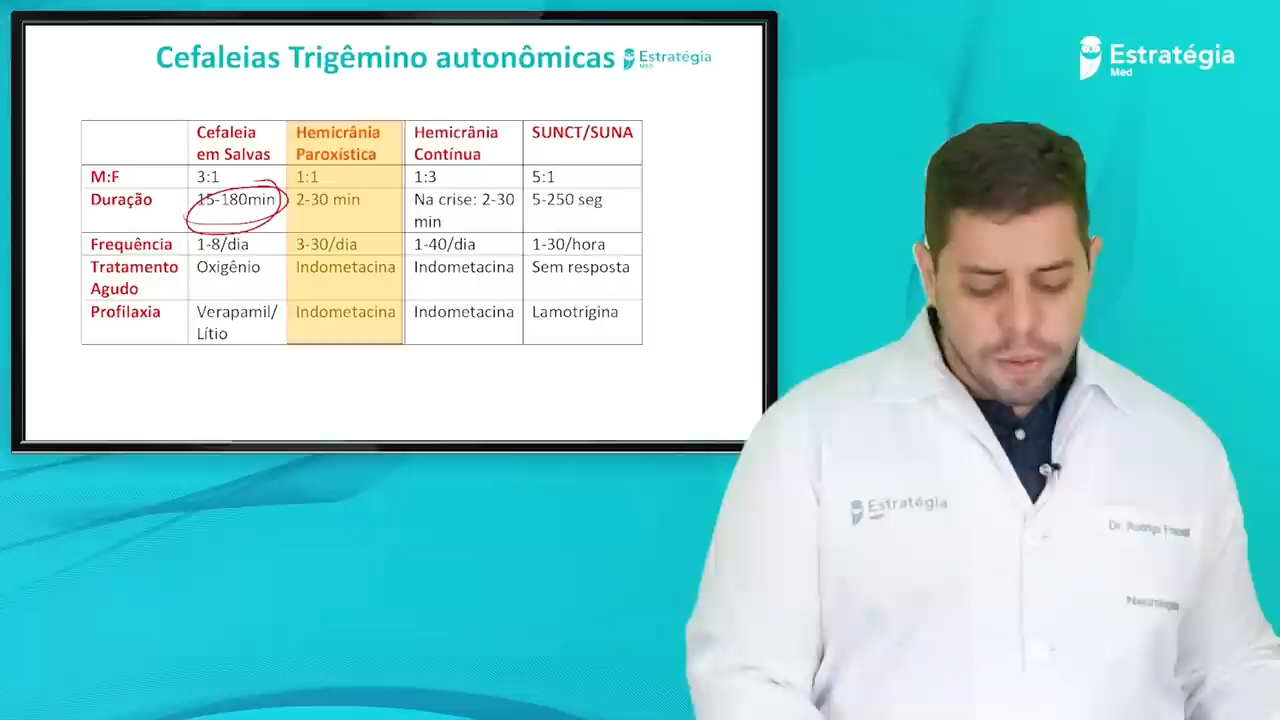 Cefaleias Trigêmino autonômicas Estratégia
MED
Estratégia
Med
Cefaleia em Salvas Hemicrânia Paroxística Hemicrânia Contínua SUNCT/SUNA
M:F 3:1 1:1 1:3 5:1
Duração 15-180min 2-30 min Na crise: 2-30 min 5-250 seg
Frequência 1-8/dia 3-30/dia 1-40/dia 1-30/hora
Tratamento Agudo Oxigênio Indometacina Indometacina Sem resposta
Profilaxia Verapamil/ Lítio Indometacina Indometacina Lamotrigina
Estratégia
Dr. Rodrigo